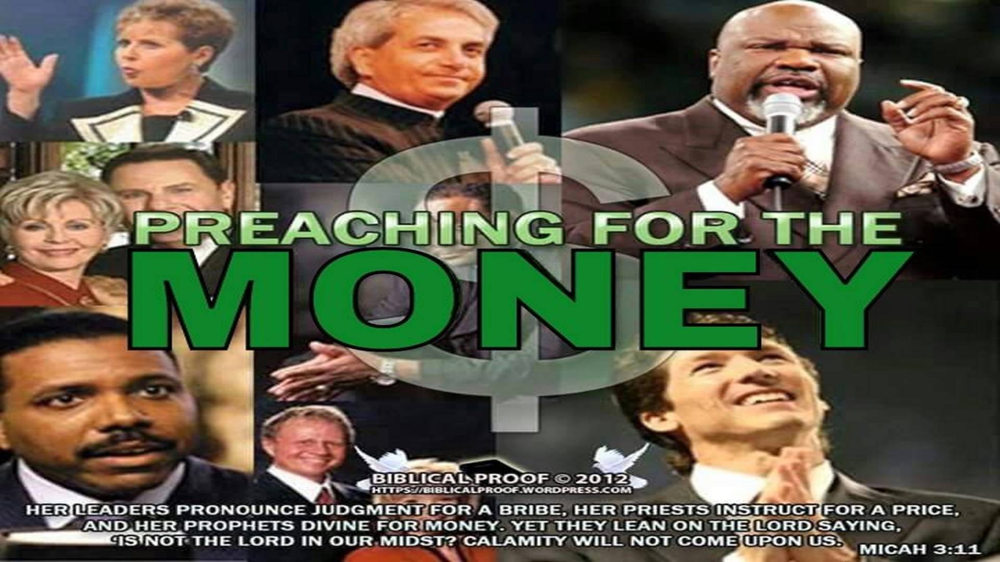 PREACHING FOR THE
MONEY
BIBLICAL PROOF © 2012
HTTPS://BIBLICALPROOF.WORDPRESS.COM
HER LEADERS PRONOUNCE JUDGMENT FOR A BRIBE, HER PRIESTS INSTRUCT FOR A PRICE,
AND HER PROPHETS DIVINE FOR MONEY. YET THEY LEAN ON THE LORD SAYING,
‘IS NOT THE LORD IN OUR MIDST? CALAMITY WILL NOT COME UPON US.
MICAH 3:11